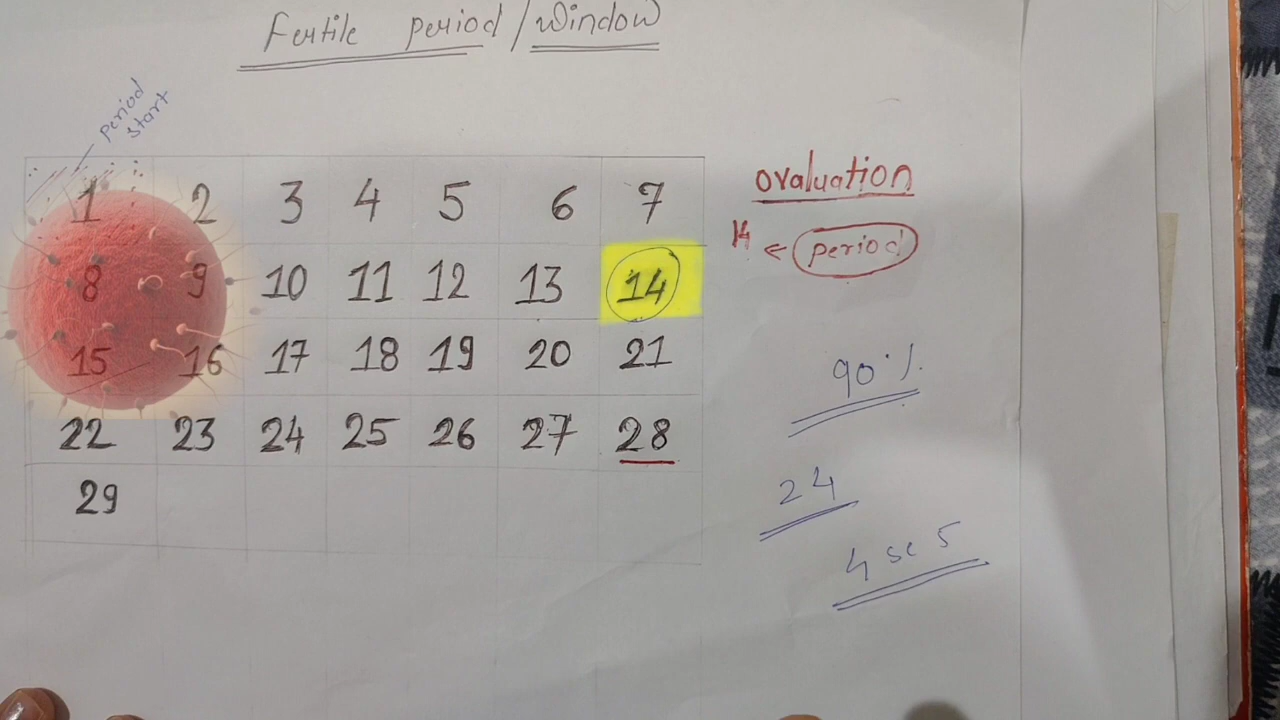 Fertile period / Window
period
start
1 2 3 4 5 6 7
8 9 10 11 12 13 14
15 16 17 18 19 20 21
22 23 24 25 26 27 28
29
ovaluation
14 ← period
90%
24
4 se 5